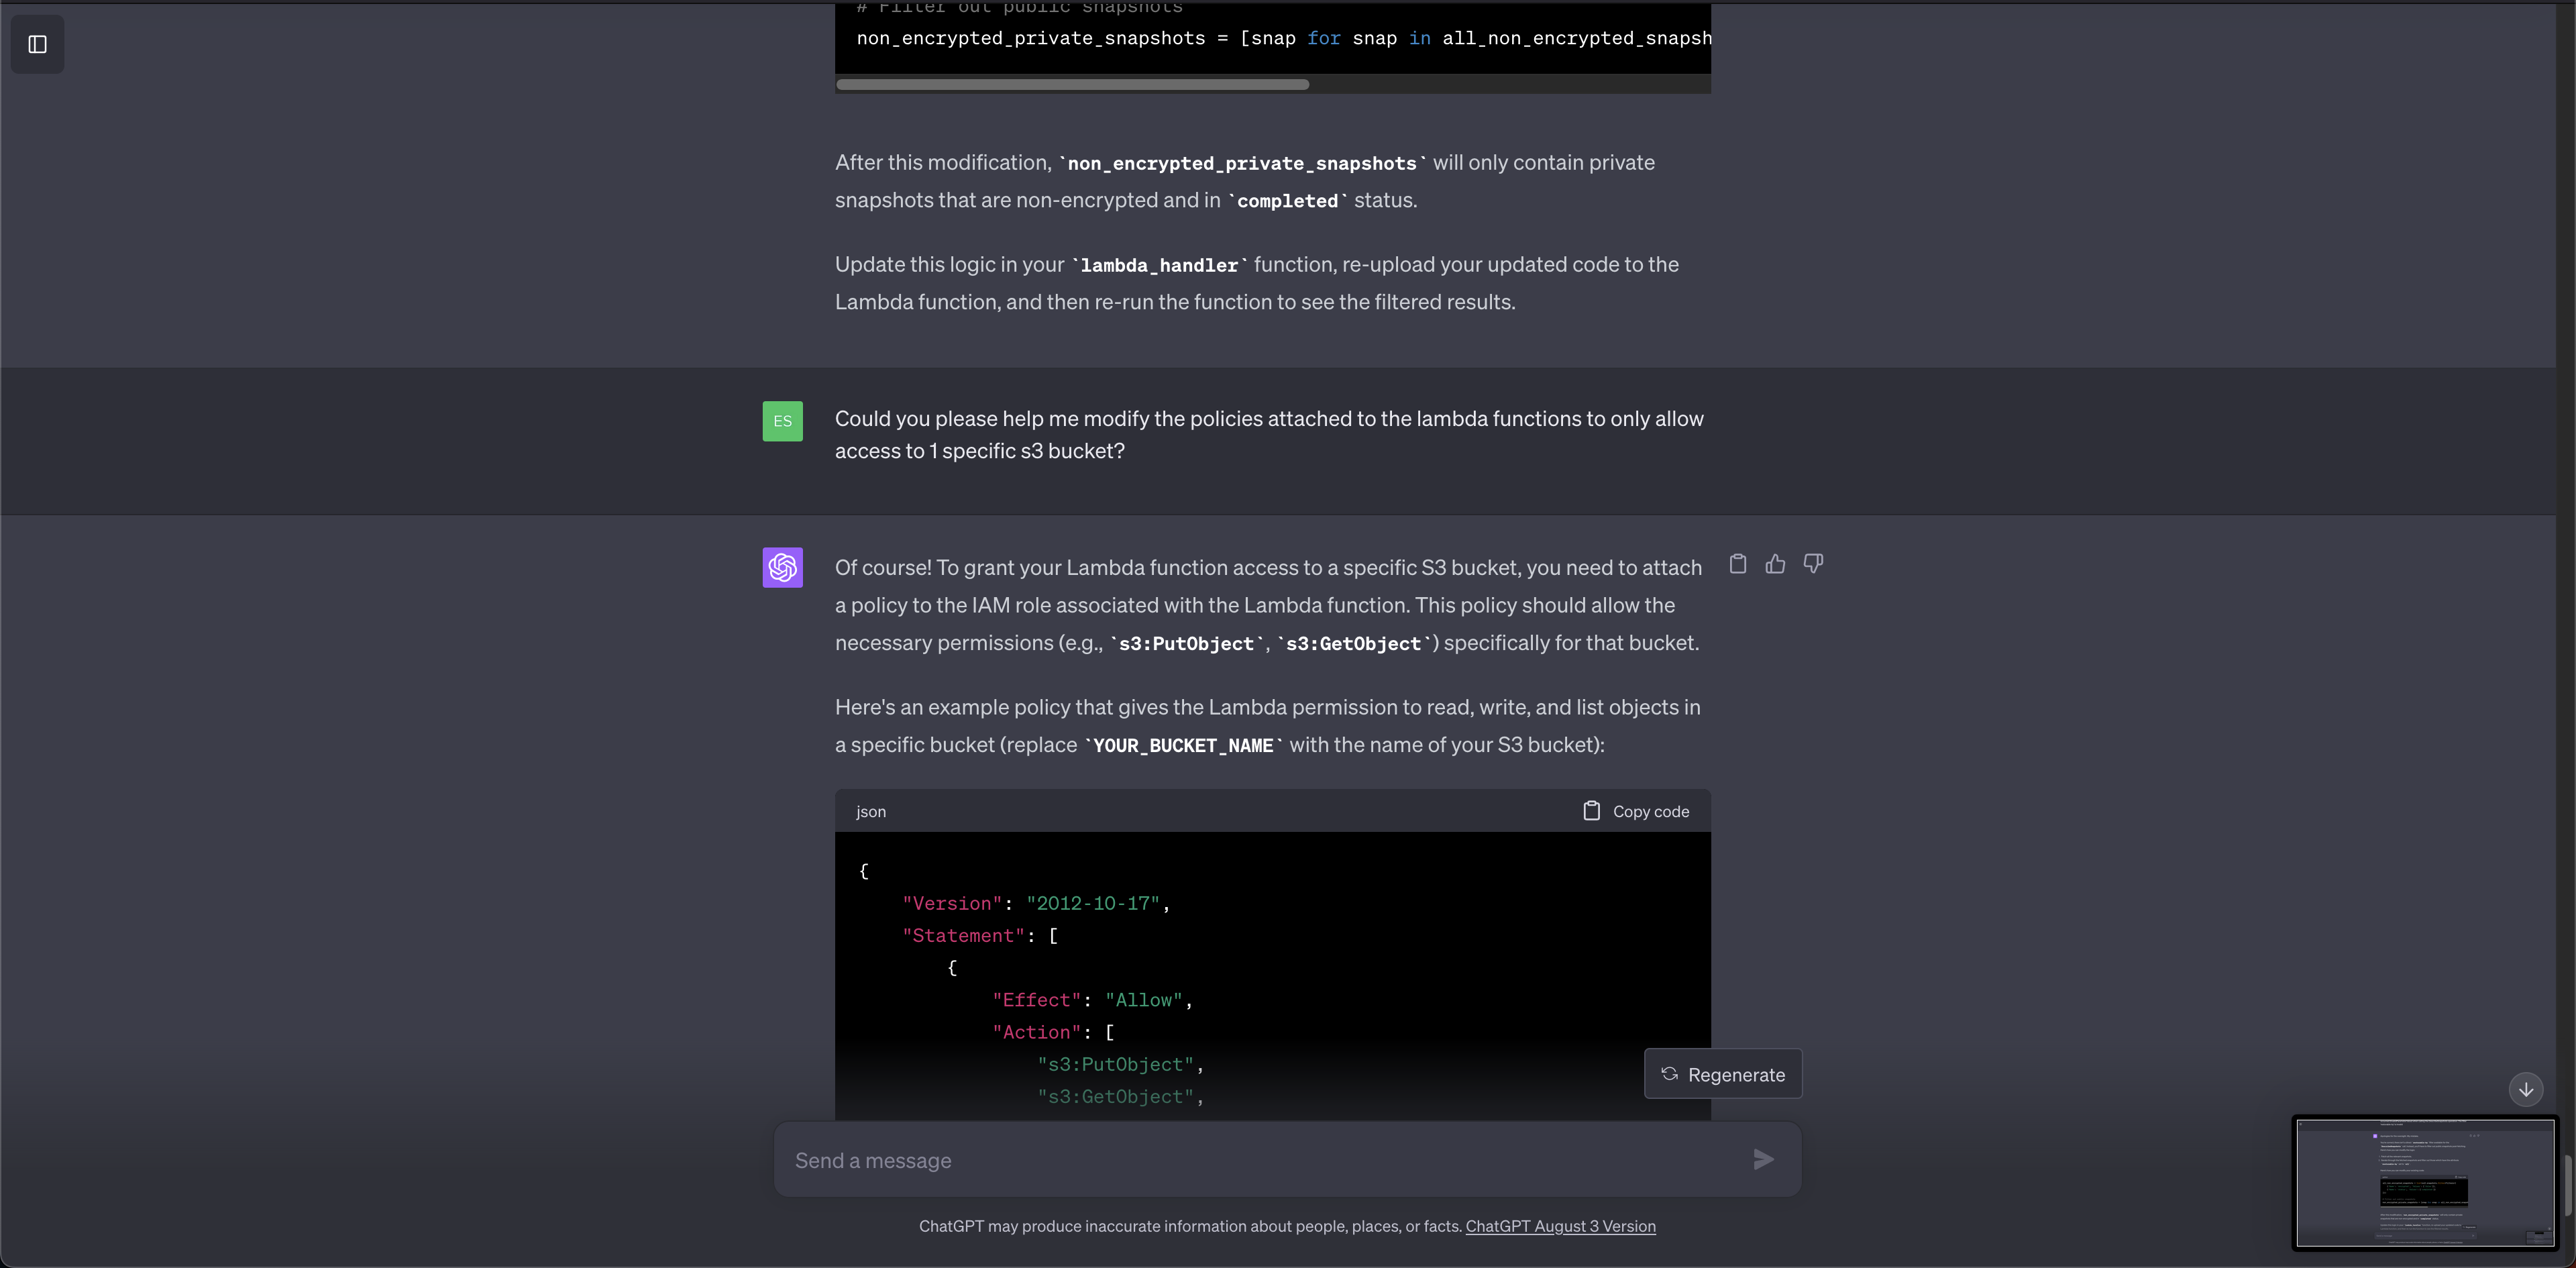 # Filter out public snapshots
non_encrypted_private_snapshots = [snap for snap in all_non_encrypted_snapsh
After this modification, `non_encrypted_private_snapshots` will only contain private
snapshots that are non-encrypted and in `completed` status.
Update this logic in your `lambda_handler` function, re-upload your updated code to the
Lambda function, and then re-run the function to see the filtered results.
ES
Could you please help me modify the policies attached to the lambda functions to only allow
access to 1 specific s3 bucket?
Of course! To grant your Lambda function access to a specific S3 bucket, you need to attach
a policy to the IAM role associated with the Lambda function. This policy should allow the
necessary permissions (e.g., `s3:PutObject`, `s3:GetObject`) specifically for that bucket.
Here's an example policy that gives the Lambda permission to read, write, and list objects in
a specific bucket (replace `YOUR_BUCKET_NAME` with the name of your S3 bucket):
json Copy code
{
"Version": "2012-10-17",
"Statement": [
{
"Effect": "Allow",
"Action": [
"s3:PutObject",
"s3:GetObject",
Regenerate
Send a message
ChatGPT may produce inaccurate information about people, places, or facts. ChatGPT August 3 Version